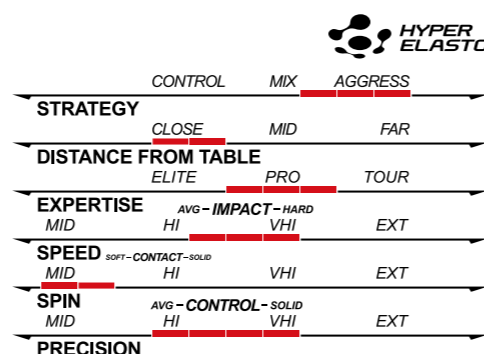 HYPER
ELASTO
CONTROL MIX AGGRESS
STRATEGY
CLOSE MID FAR
DISTANCE FROM TABLE
ELITE PRO TOUR
EXPERTISE AVG–IMPACT–HARD
MID HI VHI EXT
SPEED SOFT–CONTACT–SOLID
MID HI VHI EXT
SPIN AVG–CONTROL–SOLID
MID HI VHI EXT
PRECISION